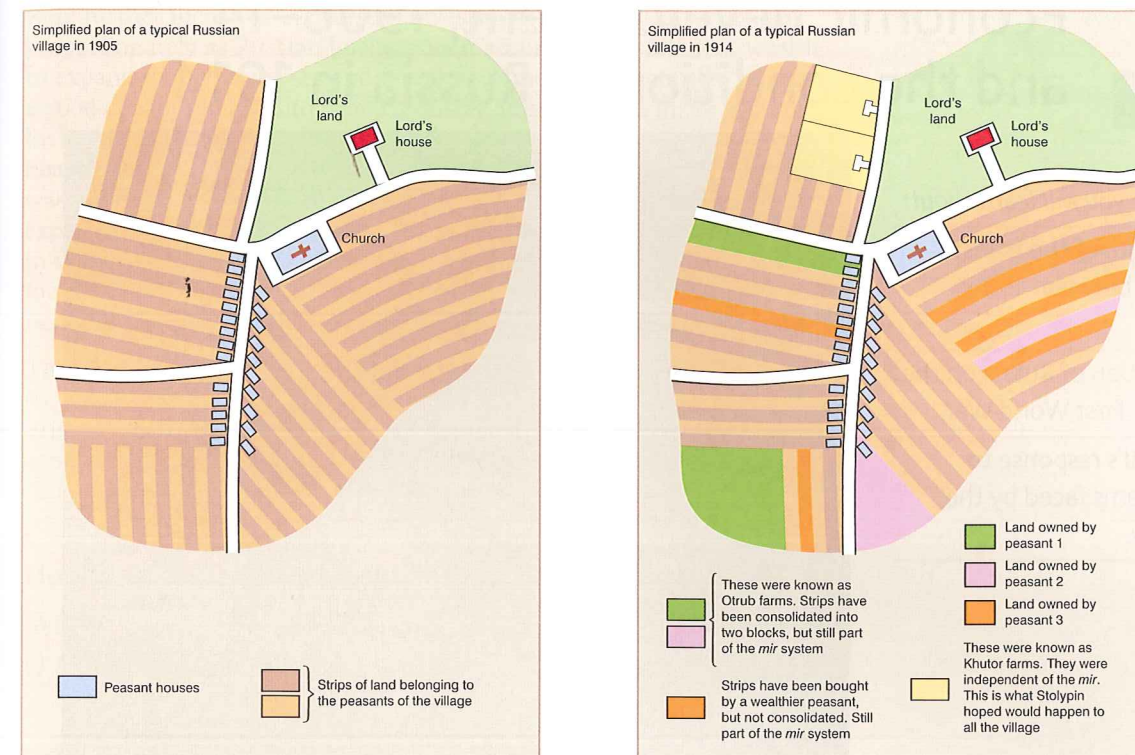 Simplified plan of a typical Russian
village in 1905
Lord's
land
Lord's
house
Church
Peasant houses
Strips of land belonging to
the peasants of the village
Simplified plan of a typical Russian
village in 1914
Lord's
land
Lord's
house
Church
These were known as
Otrub farms. Strips have
been consolidated into
two blocks, but still part
of the mir system
Strips have been bought
by a wealthier peasant,
but not consolidated. Still
part of the mir system
Land owned by
peasant 1
Land owned by
peasant 2
Land owned by
peasant 3
These were known as
Khutor farms. They were
independent of the mir.
This is what Stolypin
hoped would happen to
all the village